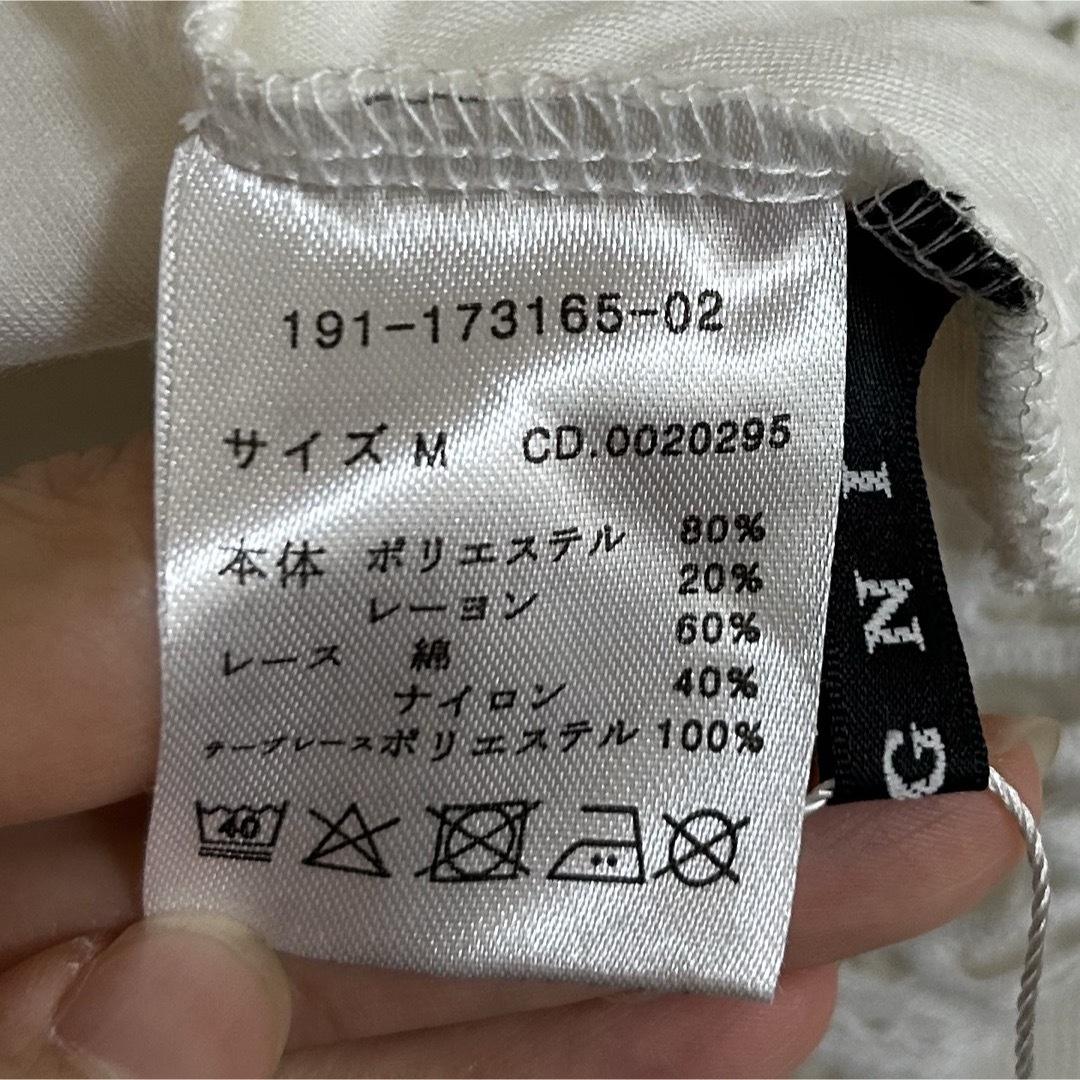 191-173165-02
サイズ M CD.0020295
本体 ポリエステル 80%
レーヨン 20%
レース 綿 60%
ナイロン 40%
テープレースポリエステル 100%
40
I N G